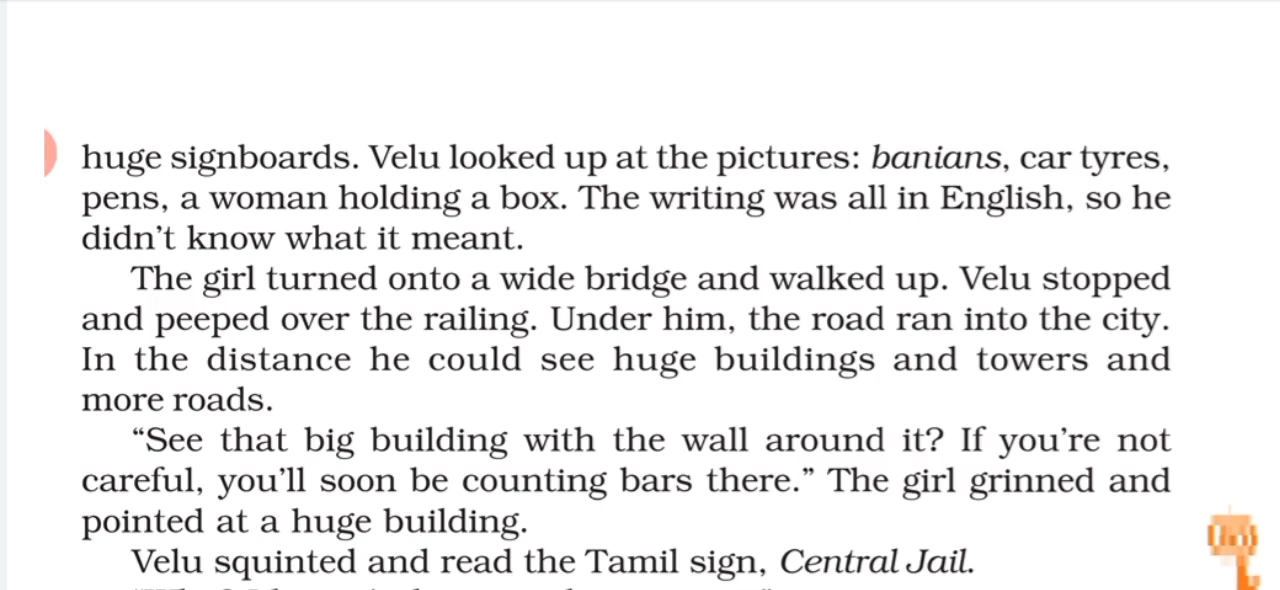 huge signboards. Velu looked up at the pictures: banians, car tyres,
pens, a woman holding a box. The writing was all in English, so he
didn’t know what it meant.
The girl turned onto a wide bridge and walked up. Velu stopped
and peeped over the railing. Under him, the road ran into the city.
In the distance he could see huge buildings and towers and
more roads.
“See that big building with the wall around it? If you’re not
careful, you’ll soon be counting bars there.” The girl grinned and
pointed at a huge building.
Velu squinted and read the Tamil sign, Central Jail.